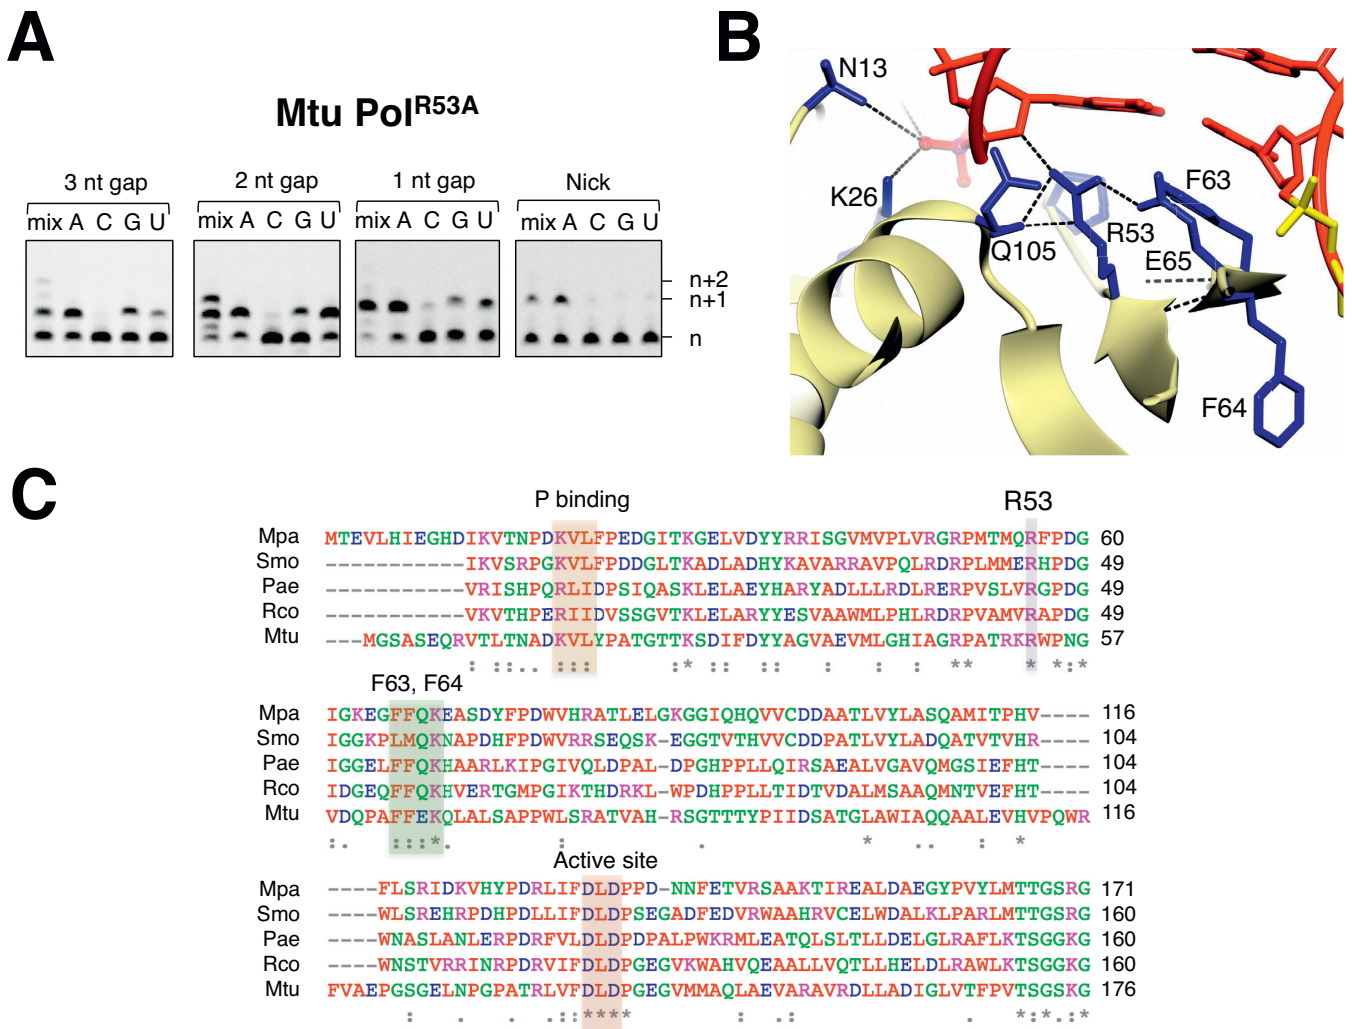 A
Mtu PolR53A
3 nt gap
2 nt gap
1 nt gap
Nick
mix A C G U
mix A C G U
mix A C G U
mix A C G U
n+2
n+1
n
B
N13
K26
Q105
R53
F63
E65
F64
C
P binding
R53
Mpa MTEVLHIEGHDIKVTNPDKVLFPEDGITKGELVDYYRRISGVMVPLVRGRPMTMQRFPDG 60
Smo -----------IKVSRPGKVLFPDDGLTKADLADHYKAVARRAVPQLRDRPLMMERHPDG 49
Pae -----------VRISHPQRLIDPSIQASKLELAEYHARYADLLLRDLRERPVSLVRGPDG 49
Rco -----------VKVTHPERIIDVSSGVTKLELARYYESVAAWMLPHLRDRPVAMVRAPDG 49
Mtu ---MGSASEQRVTLTNADKVLYPATGTTKSDIFDYYAGVAEVMLGHIAGRPATRKRWPNG 57
: ::.. ::: :* :: :: : : : ** * *:*
F63, F64
Mpa IGKEGFFQKEASDYFPDWVHRATLELGKGGIQHQVVCDDAATLVYLASQAMITPHV---- 116
Smo IGGKPLMQKNAPDHFPDWVRRSEQSK-EGGTVTHVVCDDPATLVYLADQATVTVHR---- 104
Pae IGGELFFQKHAARLKIPGIVQLDPAL-DPGHPPLLQIRSAEALVGAVQMGSIEFHT---- 104
Rco IDGEQFFQKHVERTGMPGIKTHDRKL-WPDHPPLLTIDTVDALMSAAQMNTVEFHT---- 104
Mtu VDQPAFFEKQLALSAPPWLSRATVAH-RSGTTTYPIIDSATGLAWIAQQAALEVHVPQWR 116
:. :::*. : . * .. : *
Active site
Mpa ----FLSRIDKVHYPDRLIFDLDPPD-NNFETVRSAAKTIREALDAEGYPVYLMTTGSRG 171
Smo ----WLSREHRPDHPDLLIFDLDPSEGADFEDVRWAAHRVCELWDALKLPARLMTTGSRG 160
Pae ----WNASLANLERPDRFVLDLDPDPALPWKRMLEATQLSLTLLDELGLRAFLKTSGGKG 160
Rco ----WNSTVRRINRPDRVIFDLDPGEGVKWAHVQEAALLVQTLLHELDLRAWLKTSGGKG 160
Mtu FVAEPGSGELNPGPATRLVFDLDPGEGVMMAQLAEVARAVRDLLADIGLVTFPVTSGSKG 176
: . . .::**** : .: . *:*.:*